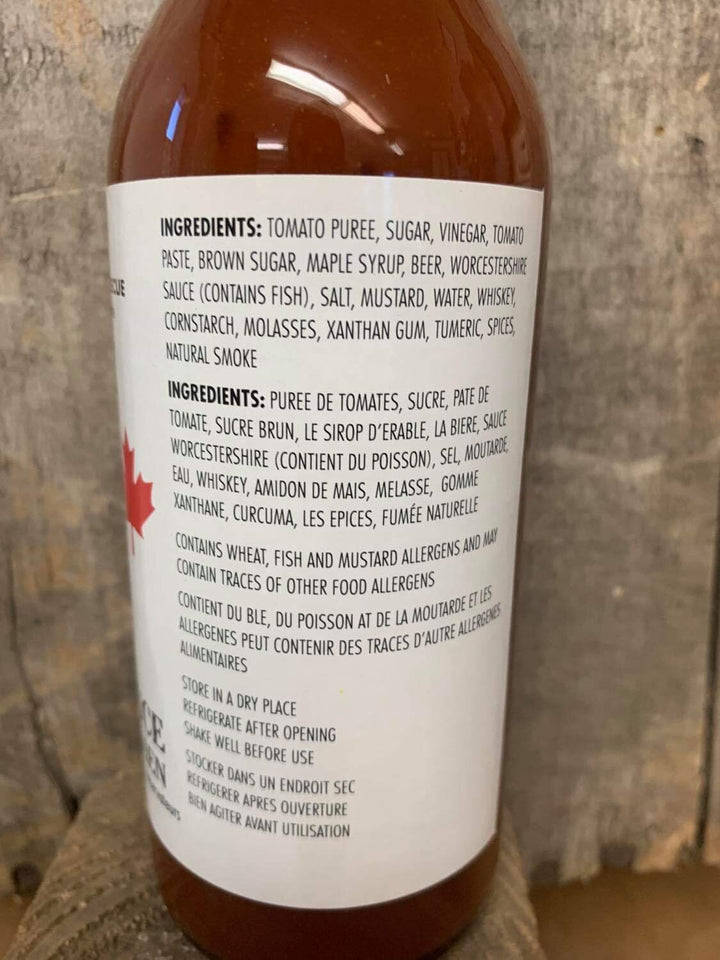 INGREDIENTS: TOMATO PUREE, SUGAR, VINEGAR, TOMATO
PASTE, BROWN SUGAR, MAPLE SYRUP, BEER, WORCESTERSHIRE
SAUCE (CONTAINS FISH), SALT, MUSTARD, WATER, WHISKEY,
CORNSTARCH, MOLASSES, XANTHAN GUM, TUMERIC, SPICES,
NATURAL SMOKE
INGREDIENTS: PUREE DE TOMATES, SUCRE, PATE DE
TOMATE, SUCRE BRUN, LE SIROP D'ERABLE, LA BIERE, SAUCE
WORCESTERSHIRE (CONTIENT DU POISSON), SEL, MOUTARDE,
EAU, WHISKEY, AMIDON DE MAIS, MELASSE, GOMME
XANTHANE, CURCUMA, LES EPICES, FUMÉE NATURELLE
CONTAINS WHEAT, FISH AND MUSTARD ALLERGENS AND MAY
CONTAIN TRACES OF OTHER FOOD ALLERGENS
CONTIENT DU BLE, DU POISSON AT DE LA MOUTARDE ET LES
ALLERGENES PEUT CONTENIR DES TRACES D'AUTRE ALLERGENES
ALIMENTAIRES
STORE IN A DRY PLACE
REFRIGERATE AFTER OPENING
SHAKE WELL BEFORE USE
STOCKER DANS UN ENDROIT SEC
REFRIGERER APRES OUVERTURE
BIEN AGITER AVANT UTILISATION